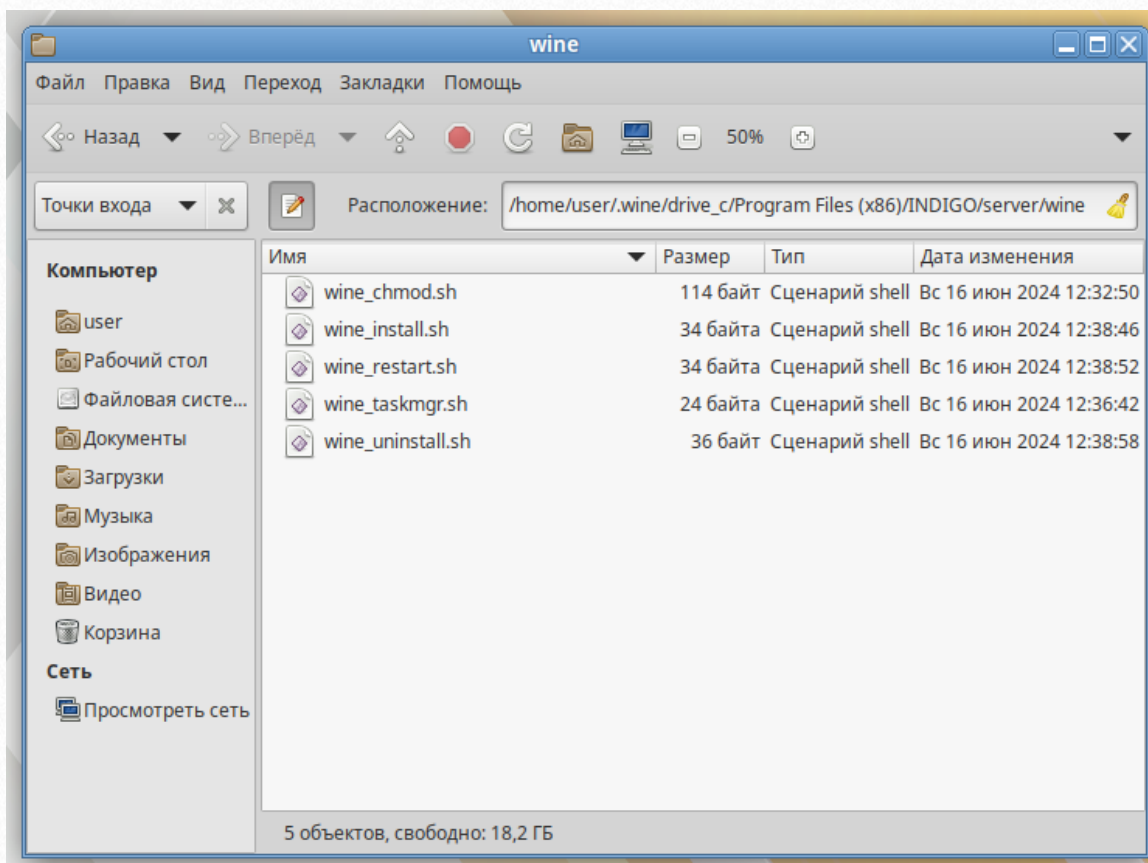 wine
Файл Правка Вид Переход Закладки Помощь
Назад Вперёд 50%
Точки входа Расположение: /home/user/.wine/drive_c/Program Files (x86)/INDIGO/server/wine
Компьютер
user
Рабочий стол
Файловая систе...
Документы
Загрузки
Музыка
Изображения
Видео
Корзина
Сеть
Просмотреть сеть
Имя Размер Тип Дата изменения
wine_chmod.sh 114 байт Сценарий shell Вс 16 июн 2024 12:32:50
wine_install.sh 34 байта Сценарий shell Вс 16 июн 2024 12:38:46
wine_restart.sh 34 байта Сценарий shell Вс 16 июн 2024 12:38:52
wine_taskmgr.sh 24 байта Сценарий shell Вс 16 июн 2024 12:36:42
wine_uninstall.sh 36 байт Сценарий shell Вс 16 июн 2024 12:38:58
5 объектов, свободно: 18,2 ГБ